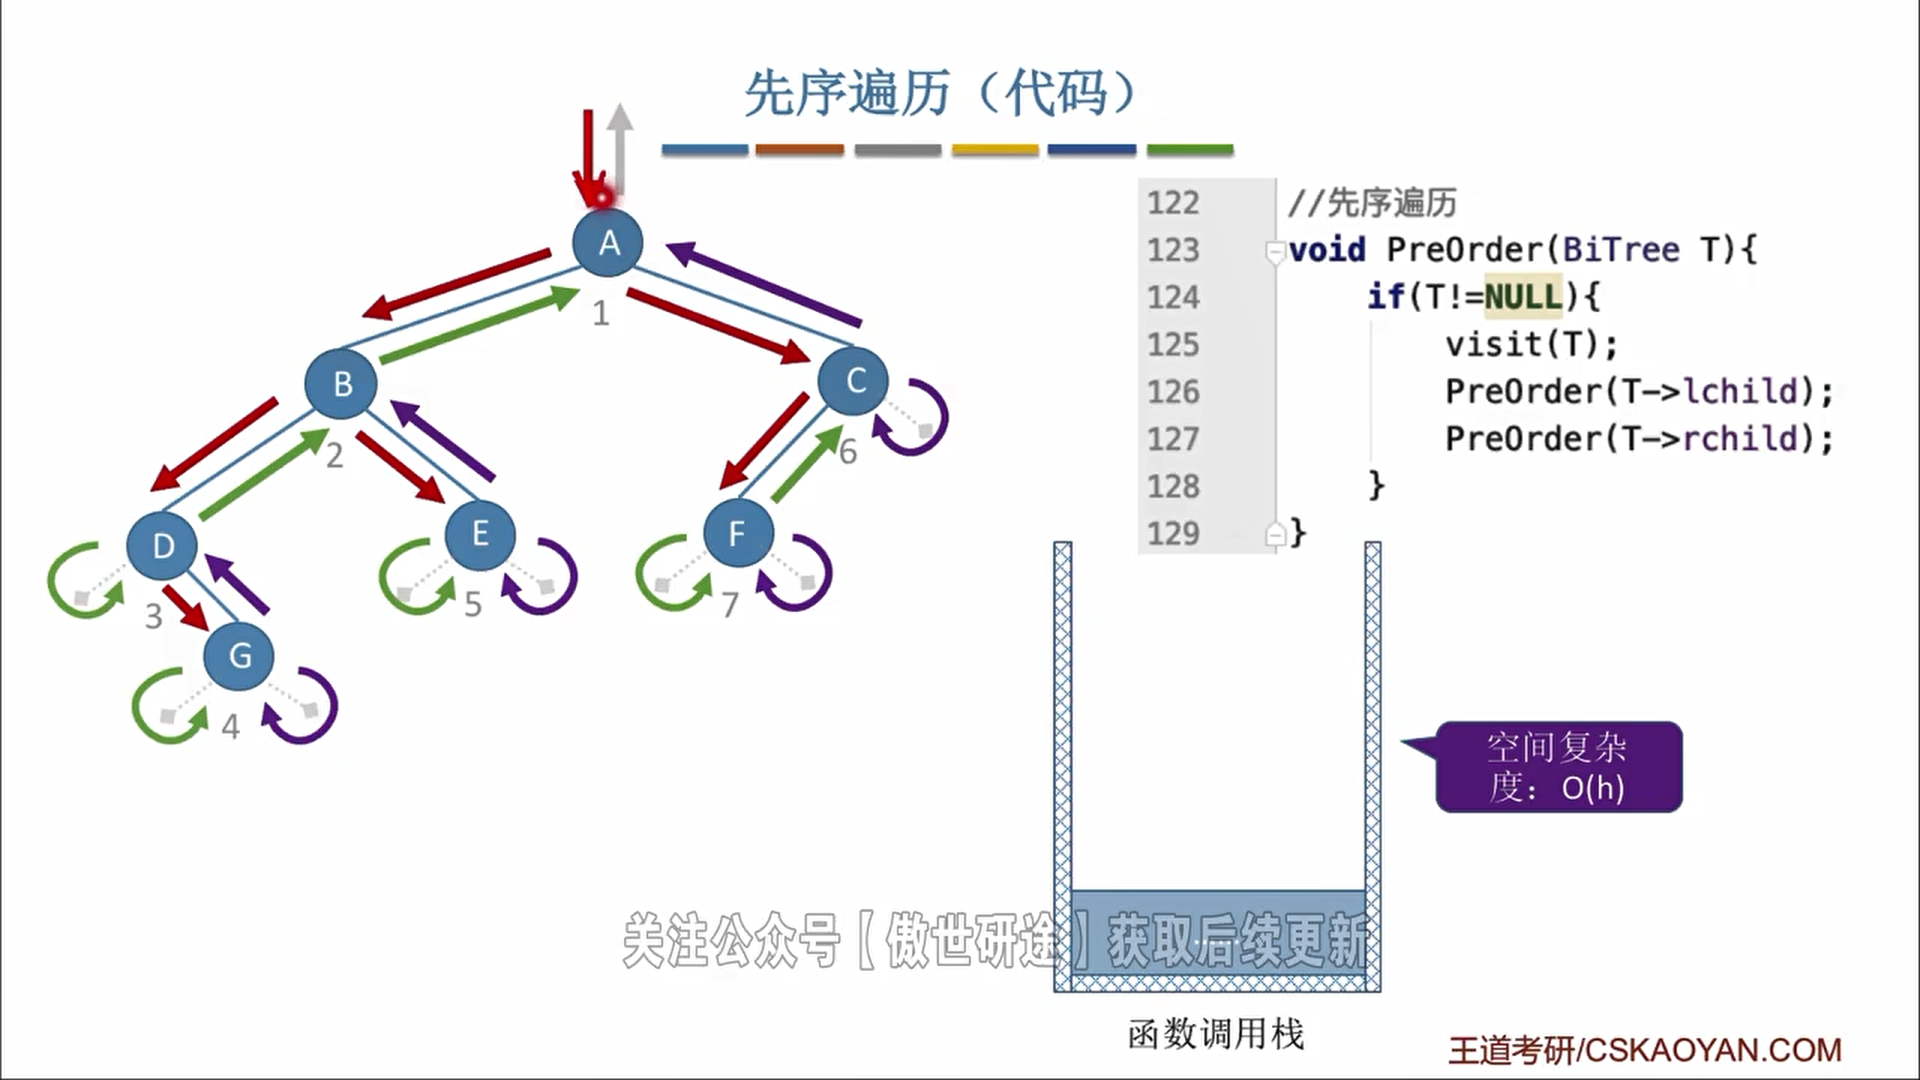 先序遍历（代码）
122 //先序遍历
123 void PreOrder(BiTree T){
124 if(T!=NULL){
125 visit(T);
126 PreOrder(T->lchild);
127 PreOrder(T->rchild);
128 }
129 }
A
1
B
C
2
6
D
E
F
3
5
7
G
4
空间复杂
度：O(h)
关注公众号【傲世研途】获取后续更新
......
函数调用栈
王道考研/CSKAOYAN.COM